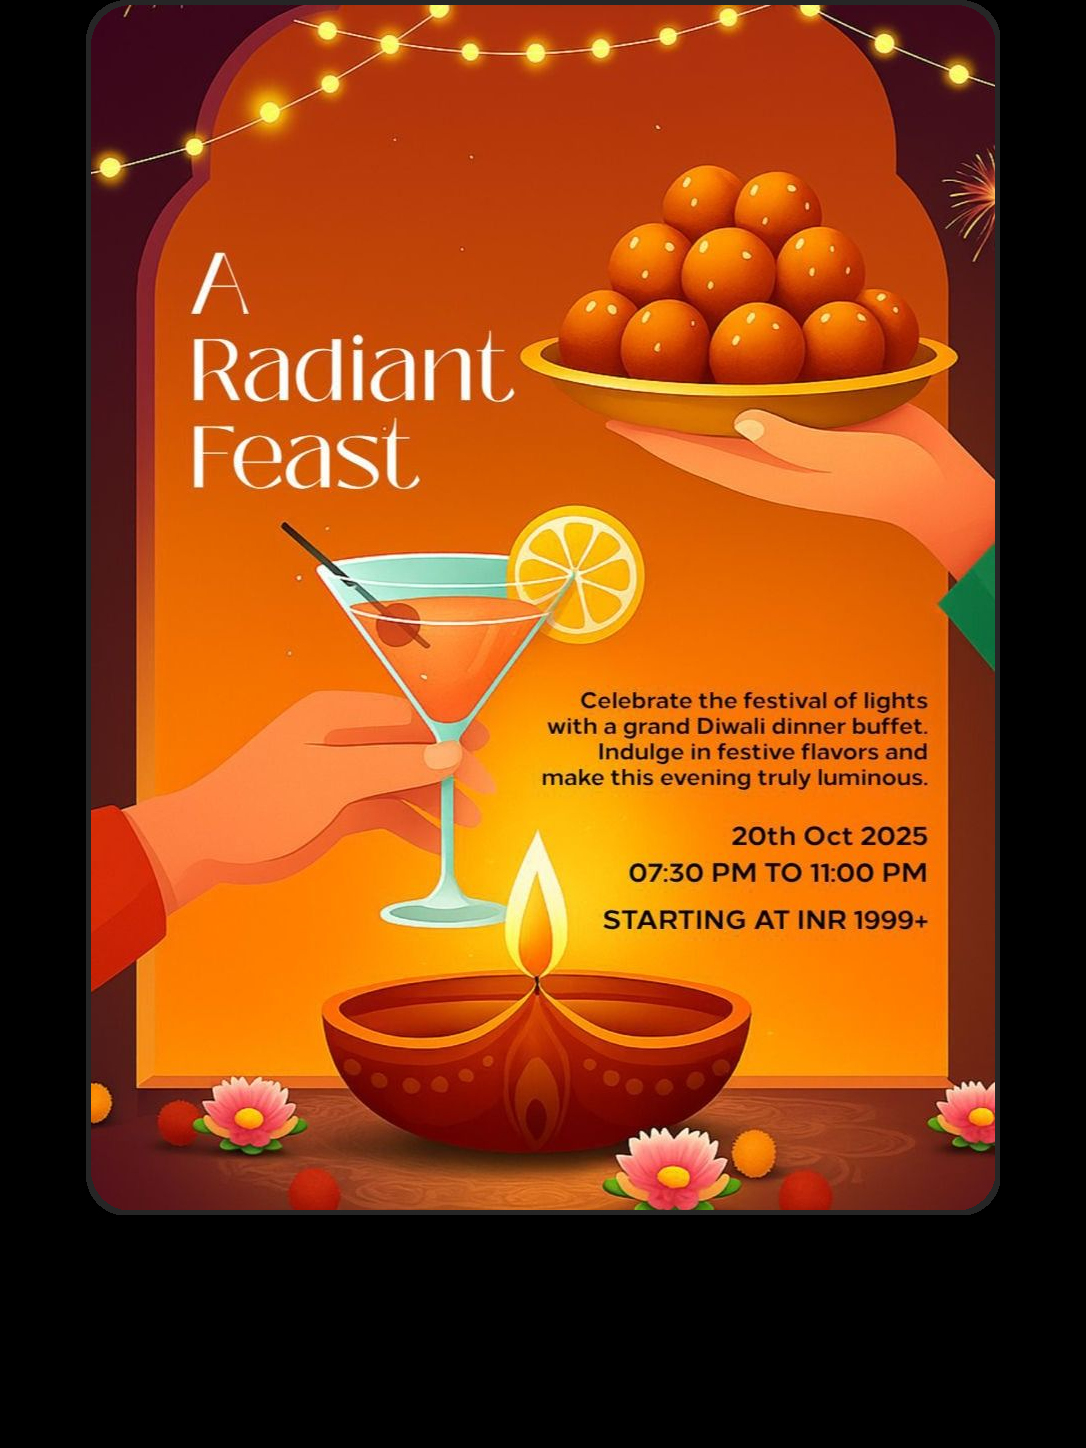 A
Radiant
Feast
Celebrate the festival of lights
with a grand Diwali dinner buffet.
Indulge in festive flavors and
make this evening truly luminous.
20th Oct 2025
07:30 PM TO 11:00 PM
STARTING AT INR 1999+